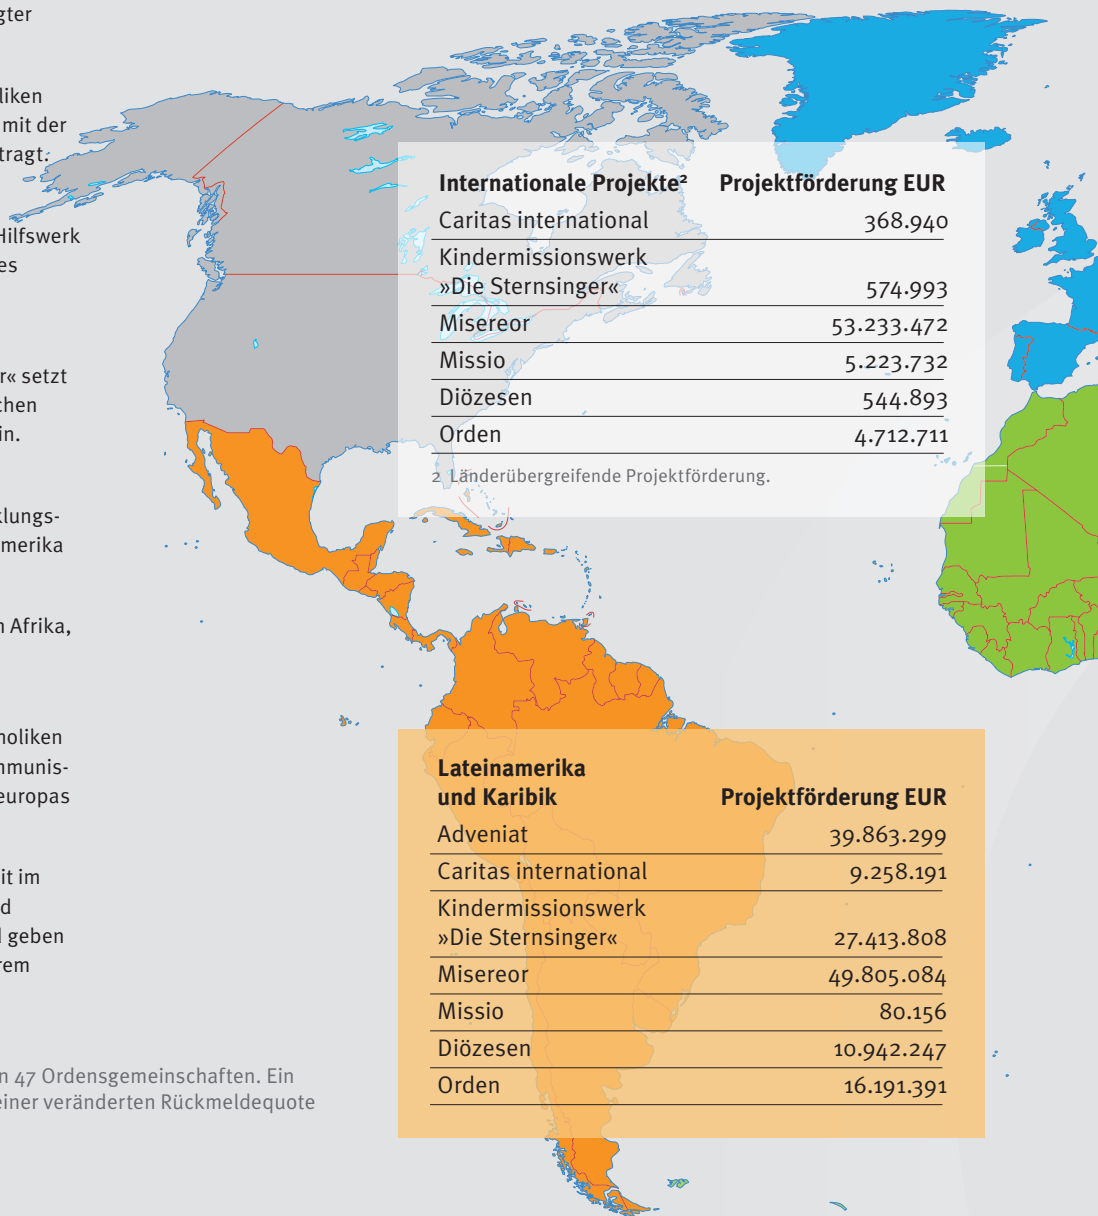 gter
liken
mit der
tragt.
Hilfswerk
es
r« setzt
chen
in.
klungs-
merika
n Afrika,
holiken
mmunis-
europas
it im
d
d geben
rem
n 47 Ordensgemeinschaften. Ein
einer veränderten Rückmeldequote
Internationale Projekte² Projektförderung EUR
Caritas international 368.940
Kindermissionswerk
»Die Sternsinger« 574.993
Misereor 53.233.472
Missio 5.223.732
Diözesen 544.893
Orden 4.712.711
2 Länderübergreifende Projektförderung.
Lateinamerika
und Karibik Projektförderung EUR
Adveniat 39.863.299
Caritas international 9.258.191
Kindermissionswerk
»Die Sternsinger« 27.413.808
Misereor 49.805.084
Missio 80.156
Diözesen 10.942.247
Orden 16.191.391